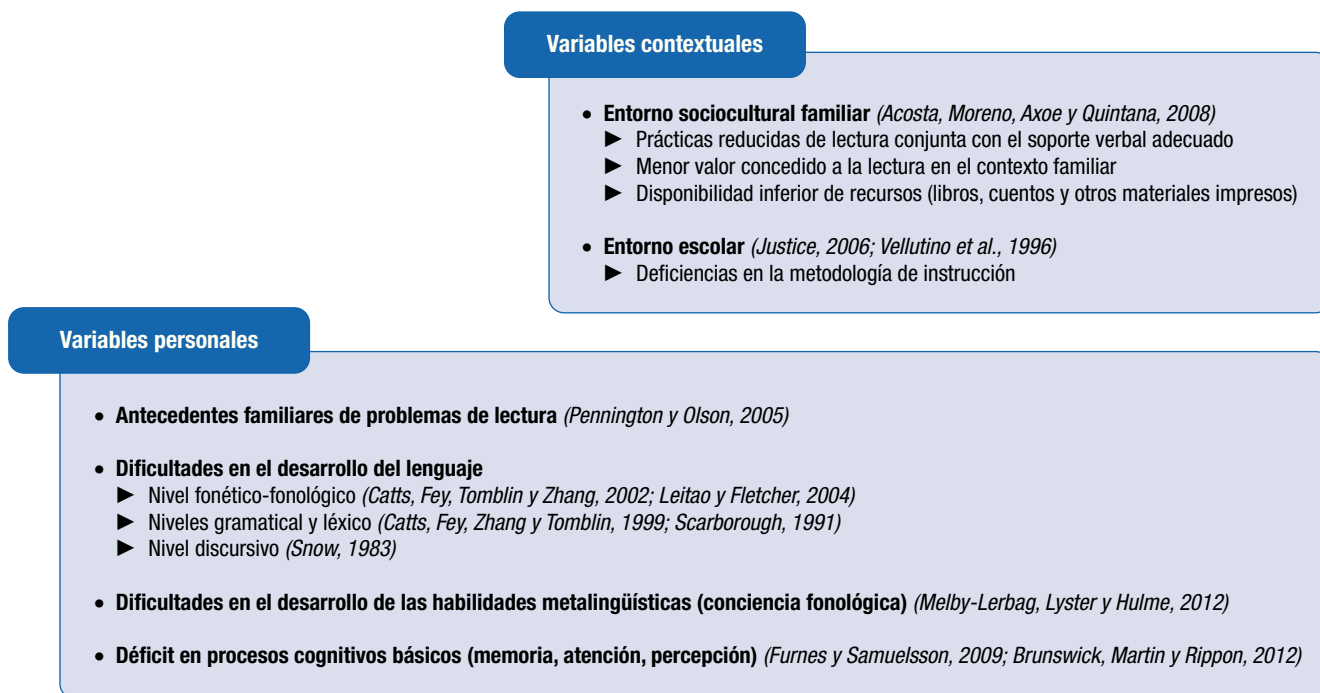 Variables contextuales
• Entorno sociocultural familiar (Acosta, Moreno, Axoe y Quintana, 2008)
► Prácticas reducidas de lectura conjunta con el soporte verbal adecuado
► Menor valor concedido a la lectura en el contexto familiar
► Disponibilidad inferior de recursos (libros, cuentos y otros materiales impresos)
• Entorno escolar (Justice, 2006; Vellutino et al., 1996)
► Deficiencias en la metodología de instrucción
Variables personales
• Antecedentes familiares de problemas de lectura (Pennington y Olson, 2005)
• Dificultades en el desarrollo del lenguaje
► Nivel fonético-fonológico (Catts, Fey, Tomblin y Zhang, 2002; Leitao y Fletcher, 2004)
► Niveles gramatical y léxico (Catts, Fey, Zhang y Tomblin, 1999; Scarborough, 1991)
► Nivel discursivo (Snow, 1983)
• Dificultades en el desarrollo de las habilidades metalingüísticas (conciencia fonológica) (Melby-Lerbag, Lyster y Hulme, 2012)
• Déficit en procesos cognitivos básicos (memoria, atención, percepción) (Furnes y Samuelsson, 2009; Brunswick, Martin y Rippon, 2012)